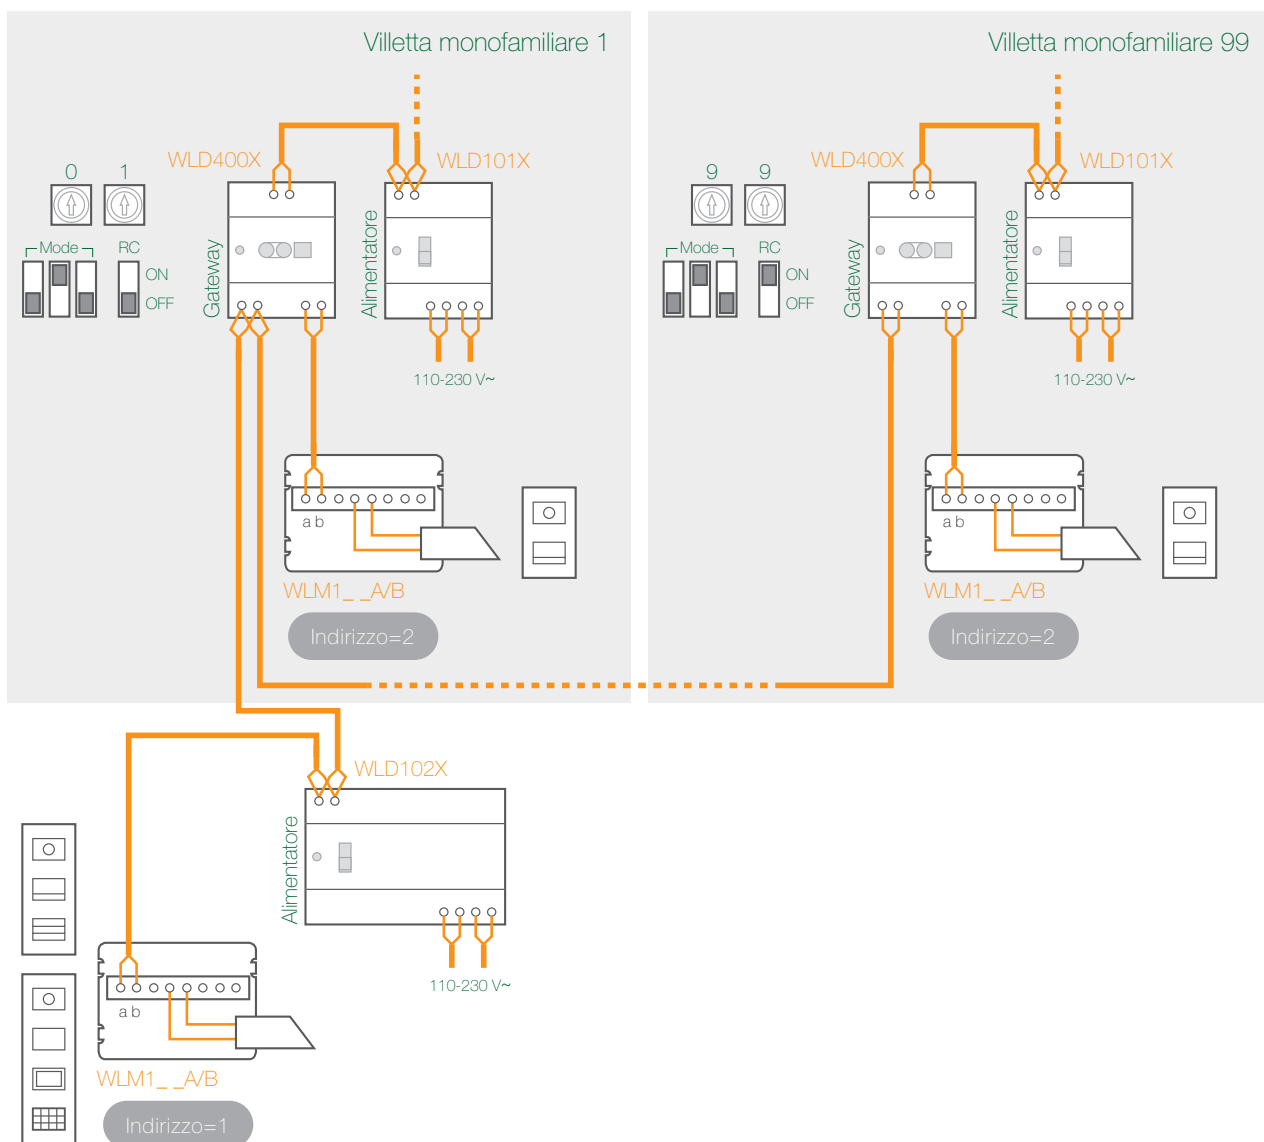 Villetta monofamiliare 1
WLD400X
WLD101X
0 1
Mode
RC
ON
OFF
Gateway
Alimentatore
110-230 V~
a b
WLM1_ _A/B
Indirizzo=2
Villetta monofamiliare 99
WLD400X
WLD101X
9 9
Mode
RC
ON
OFF
Gateway
Alimentatore
110-230 V~
a b
WLM1_ _A/B
Indirizzo=2
WLD102X
Alimentatore
110-230 V~
a b
WLM1_ _A/B
Indirizzo=1